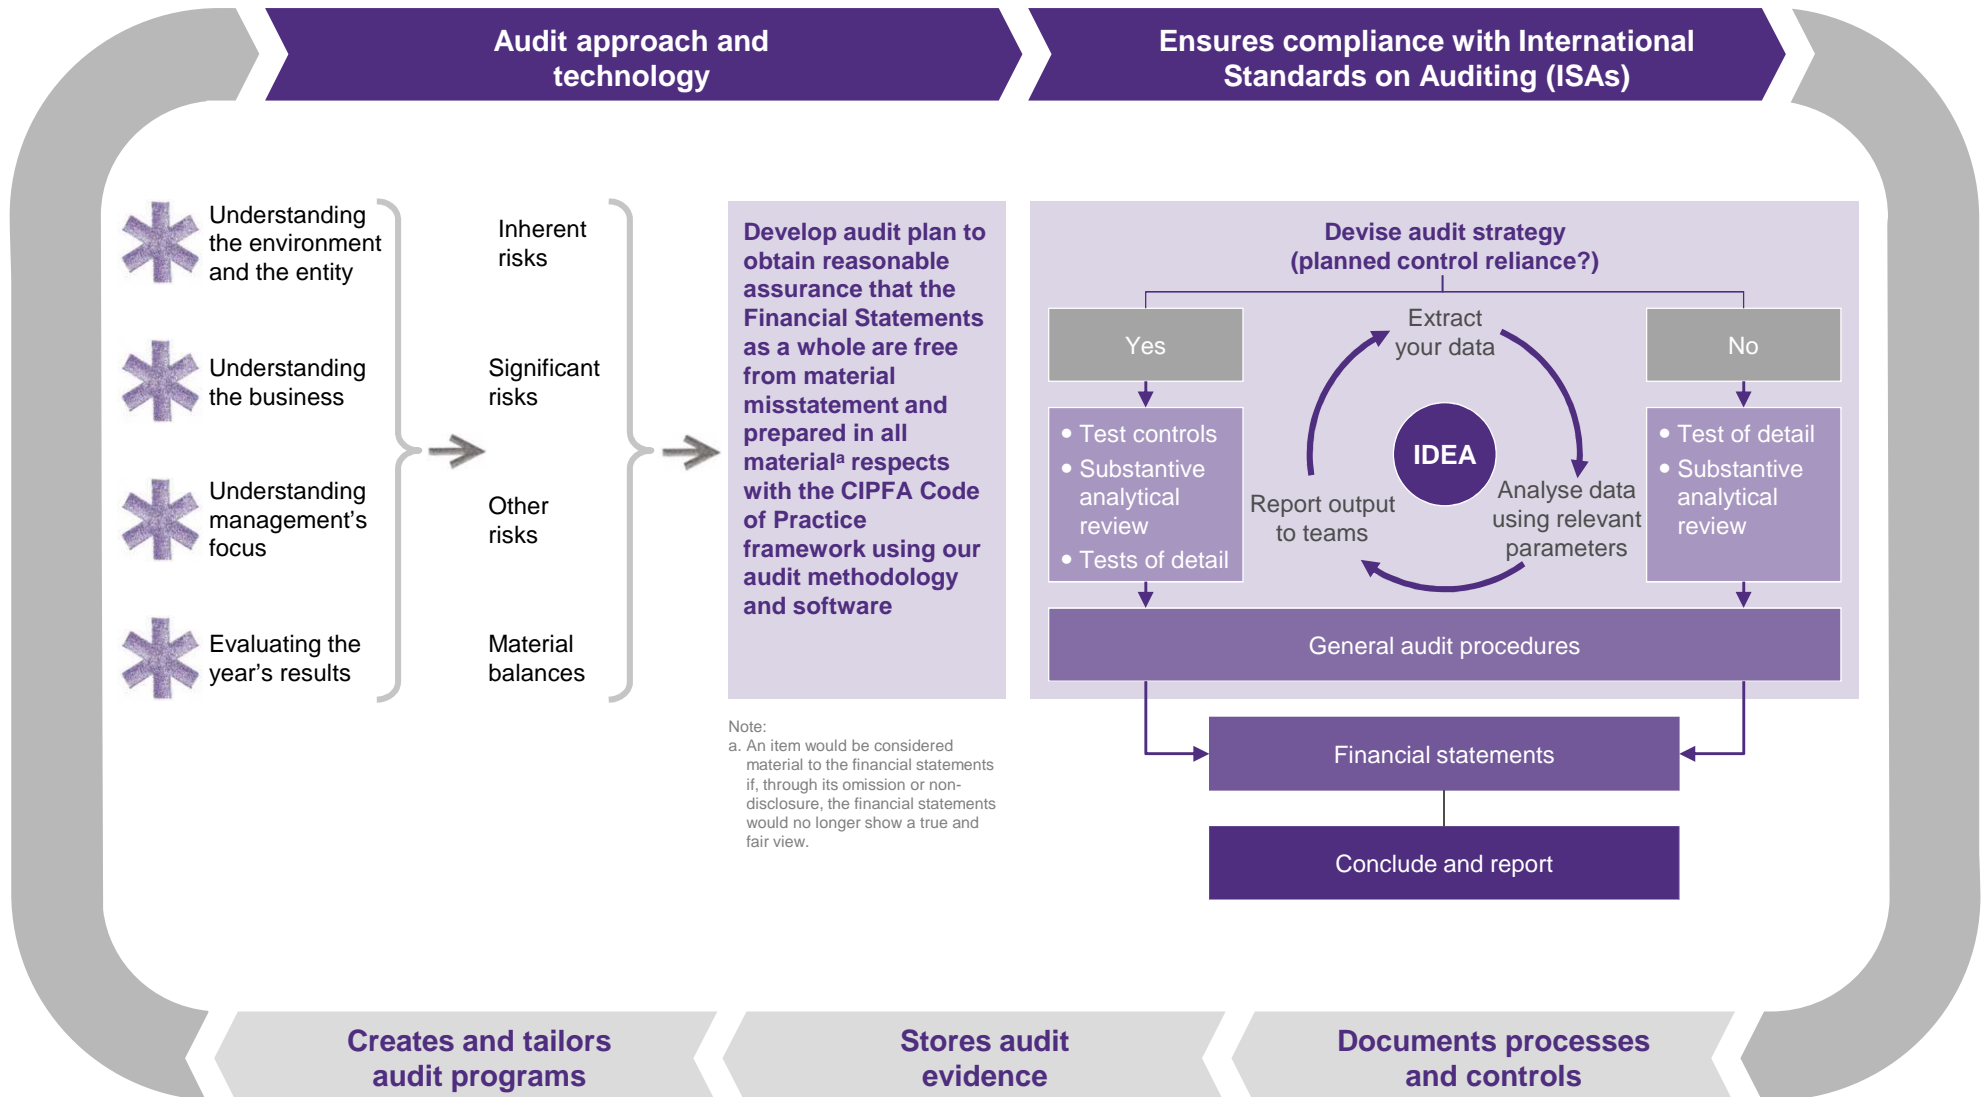 Audit approach and
technology
Ensures compliance with International
Standards on Auditing (ISAs)
Understanding
the environment
and the entity
Understanding
the business
Understanding
management’s
focus
Evaluating the
year’s results
Inherent
risks
Significant
risks
Other
risks
Material
balances
Develop audit plan to
obtain reasonable
assurance that the
Financial Statements
as a whole are free
from material
misstatement and
prepared in all
materialᵃ respects
with the CIPFA Code
of Practice
framework using our
audit methodology
and software
Note:
a. An item would be considered
material to the financial statements
if, through its omission or non-
disclosure, the financial statements
would no longer show a true and
fair view.
Devise audit strategy
(planned control reliance?)
Yes
• Test controls
• Substantive
analytical
review
• Tests of detail
Extract
your data
IDEA
Analyse data
using relevant
parameters
Report output
to teams
No
• Test of detail
• Substantive
analytical
review
General audit procedures
Financial statements
Conclude and report
Creates and tailors
audit programs
Stores audit
evidence
Documents processes
and controls